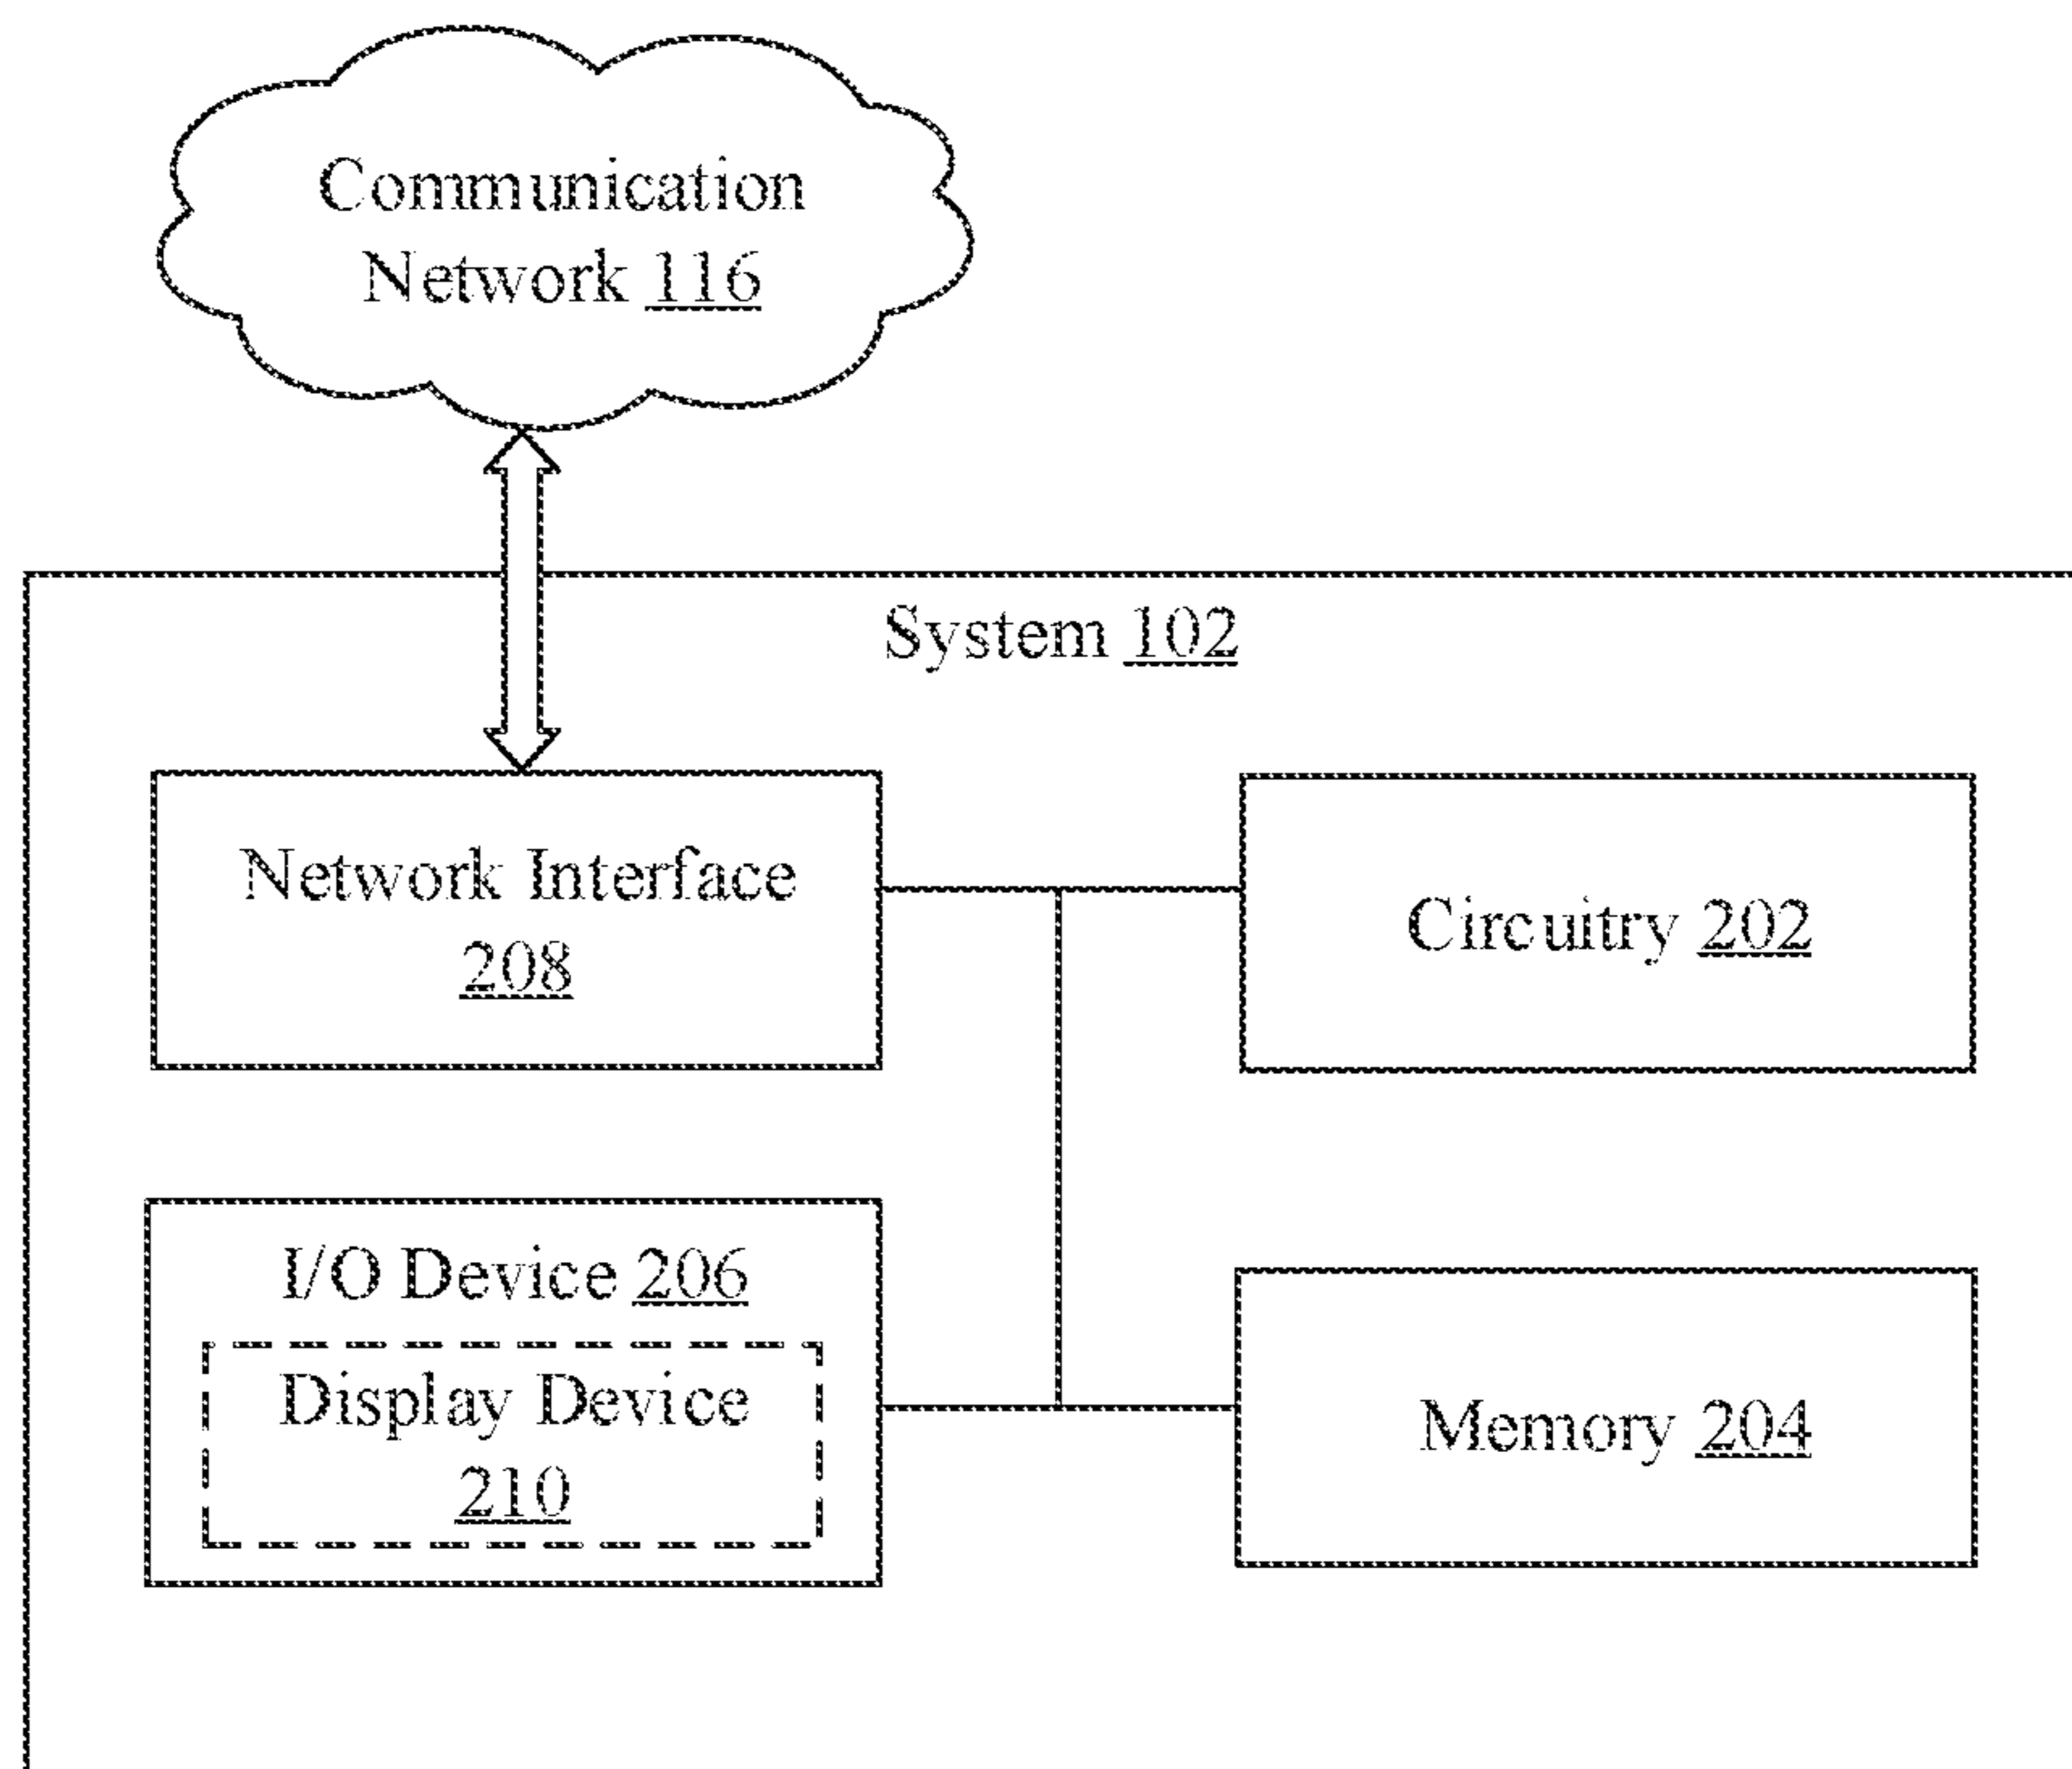 Communication
Network 116
System 102
Network Interface
208
Circuitry 202
I/O Device 206
Display Device
210
Memory 204